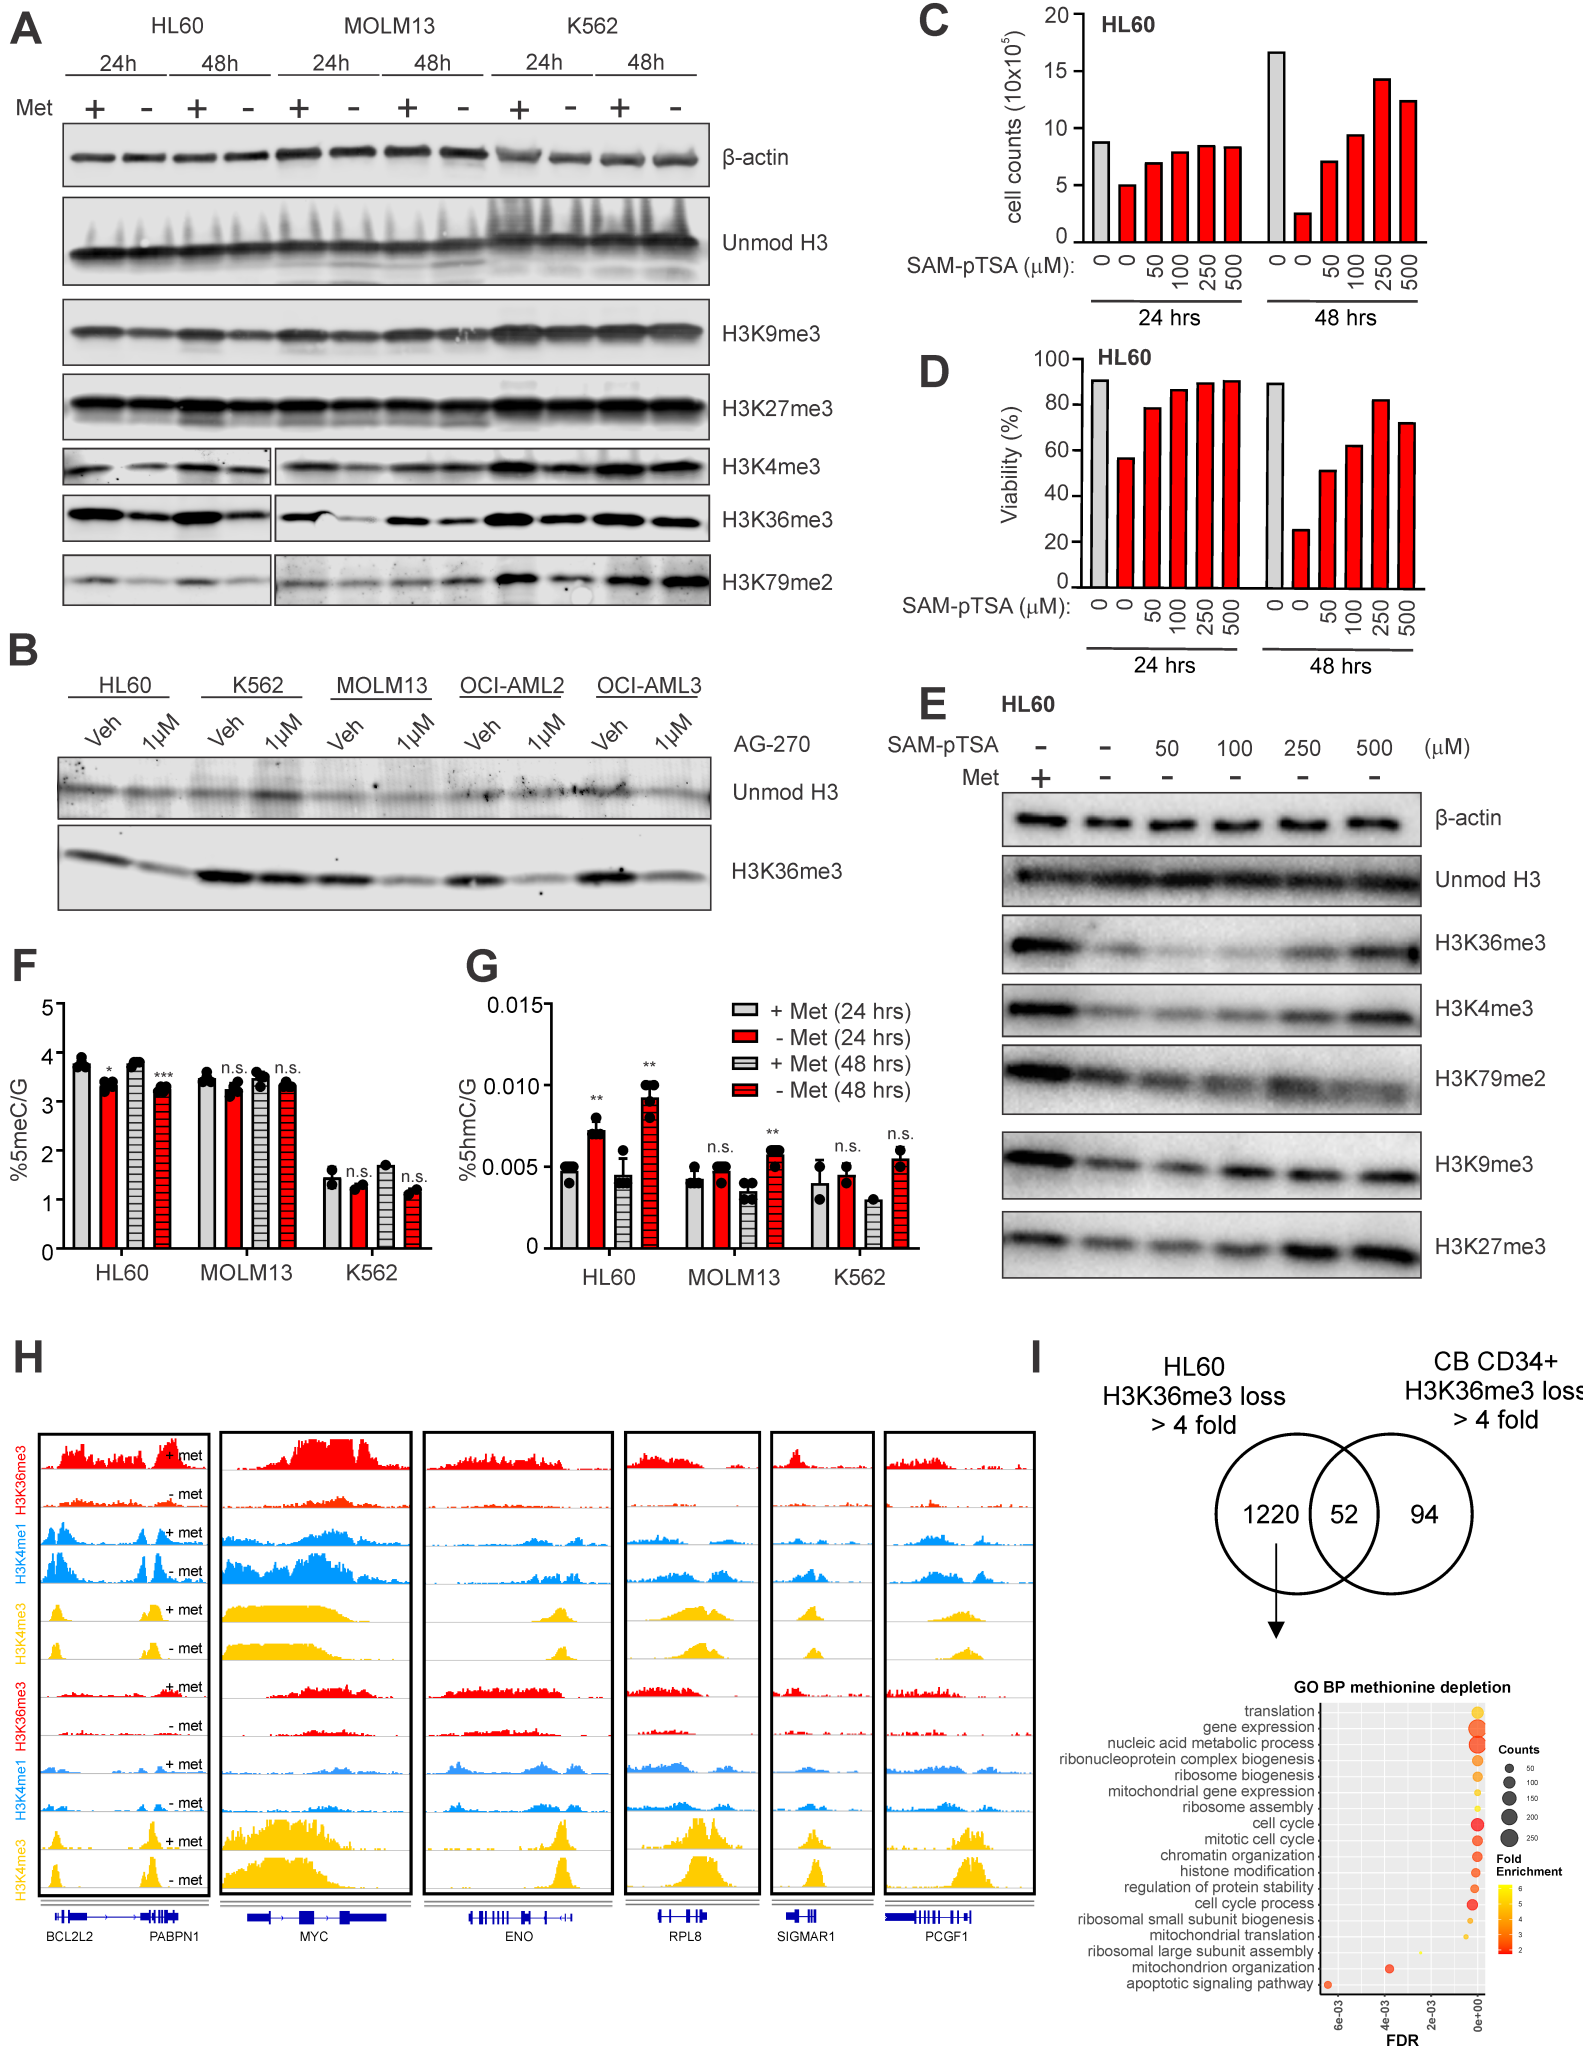 A
HL60 MOLM13 K562
24h 48h 24h 48h 24h 48h
Met + - + - + - + - + - + -
β-actin
Unmod H3
H3K9me3
H3K27me3
H3K4me3
H3K36me3
H3K79me2
B
HL60 K562 MOLM13 OCI-AML2 OCI-AML3
Veh 1µM Veh 1µM Veh 1µM Veh 1µM Veh 1µM AG-270
Unmod H3
H3K36me3
C
HL60
cell counts (10x10⁵)
20
15
10
5
0
SAM-pTSA (µM): 0 0 50 100 250 500 0 0 50 100 250 500
24 hrs 48 hrs
D
HL60
Viability (%)
100
80
60
40
20
0
SAM-pTSA (µM): 0 0 50 100 250 500 0 0 50 100 250 500
24 hrs 48 hrs
E
HL60
SAM-pTSA - - 50 100 250 500 (µM)
Met + - - - - -
β-actin
Unmod H3
H3K36me3
H3K4me3
H3K79me2
H3K9me3
H3K27me3
F
%5meC/G
5
4
3
2
1
0
* *** n.s. n.s. n.s. n.s.
HL60 MOLM13 K562
G
%5hmC/G
0.015
0.010
0.005
0
+ Met (24 hrs)
- Met (24 hrs)
+ Met (48 hrs)
- Met (48 hrs)
** ** n.s. ** n.s. n.s.
HL60 MOLM13 K562
H
H3K36me3 + met
- met
H3K4me1 + met
- met
H3K4me3 + met
- met
H3K36me3 + met
- met
H3K4me1 + met
- met
H3K4me3 + met
- met
BCL2L2 PABPN1 MYC ENO RPL8 SIGMAR1 PCGF1
I
HL60
H3K36me3 loss
> 4 fold
CB CD34+
H3K36me3 loss
> 4 fold
1220 52 94
GO BP methionine depletion
translation
gene expression
nucleic acid metabolic process
ribonucleoprotein complex biogenesis
ribosome biogenesis
mitochondrial gene expression
ribosome assembly
cell cycle
mitotic cell cycle
chromatin organization
histone modification
regulation of protein stability
cell cycle process
ribosomal small subunit biogenesis
mitochondrial translation
ribosomal large subunit assembly
mitochondrion organization
apoptotic signaling pathway
6e-03 4e-03 2e-03 0e+00
FDR
Counts
50
100
150
200
250
Fold
Enrichment
6
5
4
3
2